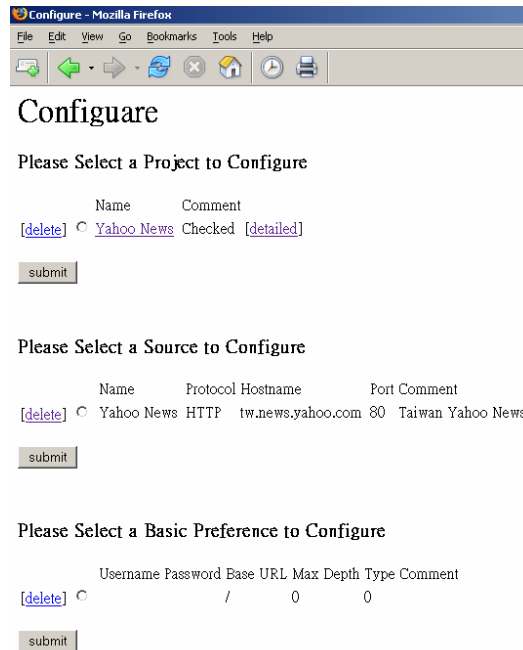 Configure - Mozilla Firefox
File Edit View Go Bookmarks Tools Help
Configuare
Please Select a Project to Configure
Name Comment
[delete] Yahoo News Checked [detailed]
submit
Please Select a Source to Configure
Name Protocol Hostname Port Comment
[delete] Yahoo News HTTP tw.news.yahoo.com 80 Taiwan Yahoo News
submit
Please Select a Basic Preference to Configure
Username Password Base URL Max Depth Type Comment
[delete] / 0 0
submit